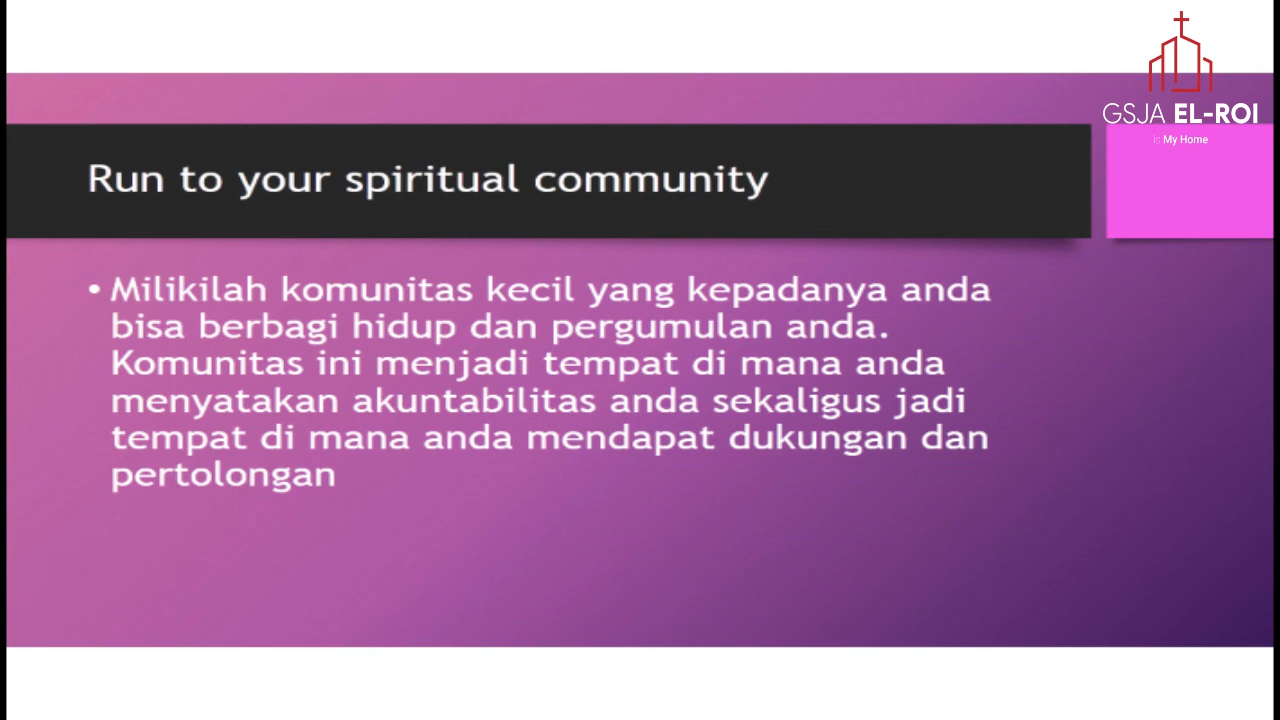 GSJA EL-ROI
is My Home
Run to your spiritual community
• Milikilah komunitas kecil yang kepadanya anda
bisa berbagi hidup dan pergumulan anda.
Komunitas ini menjadi tempat di mana anda
menyatakan akuntabilitas anda sekaligus jadi
tempat di mana anda mendapat dukungan dan
pertolongan